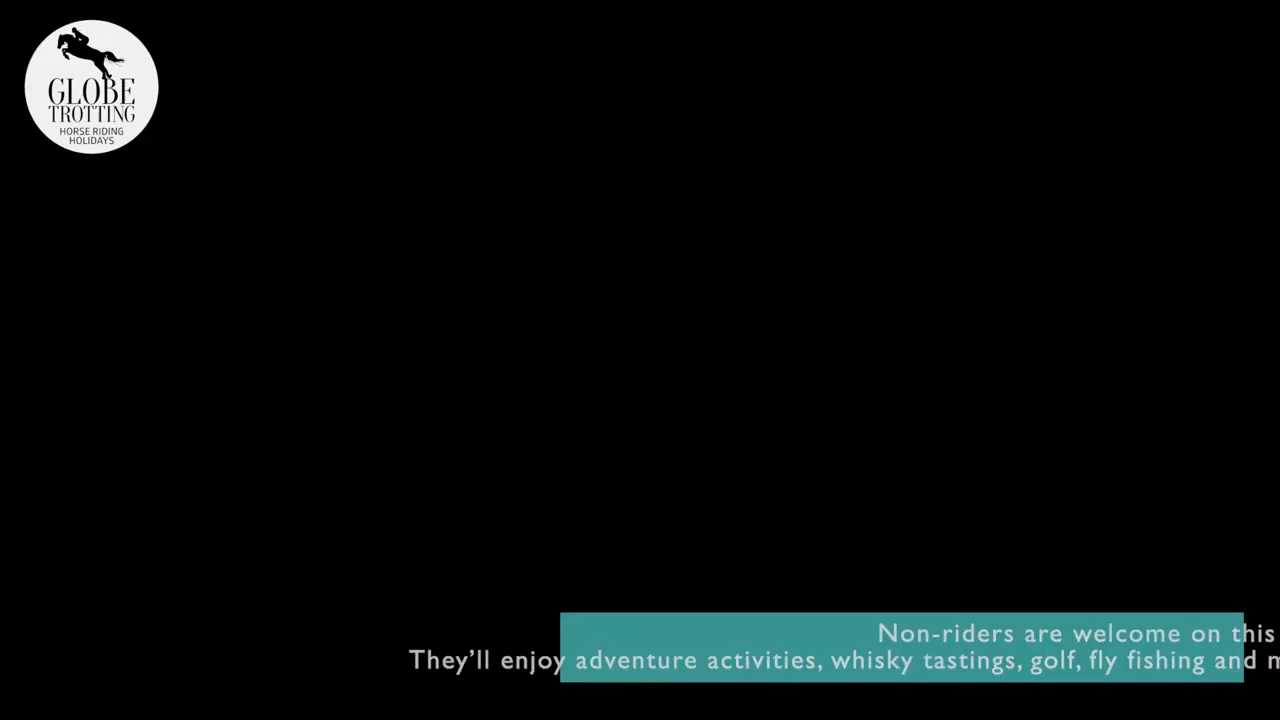 GLOBE
TROTTING
HORSE RIDING
HOLIDAYS
Non-riders are welcome on this
They’ll enjoy adventure activities, whisky tastings, golf, fly fishing and